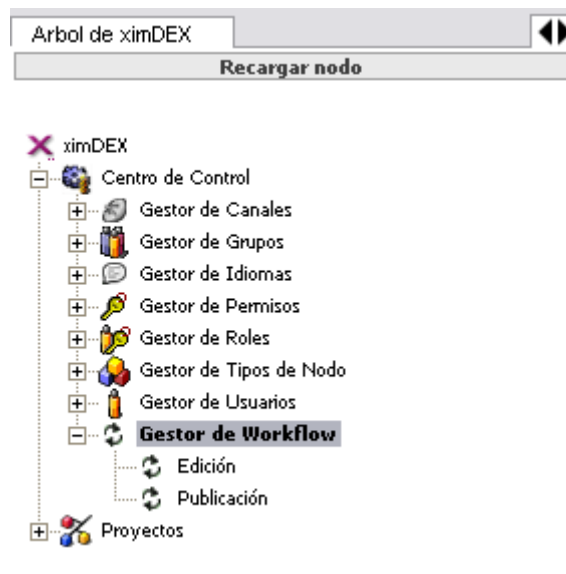 Arbol de ximDEX
Recargar nodo
ximDEX
Centro de Control
Gestor de Canales
Gestor de Grupos
Gestor de Idiomas
Gestor de Permisos
Gestor de Roles
Gestor de Tipos de Nodo
Gestor de Usuarios
Gestor de Workflow
Edición
Publicación
Proyectos